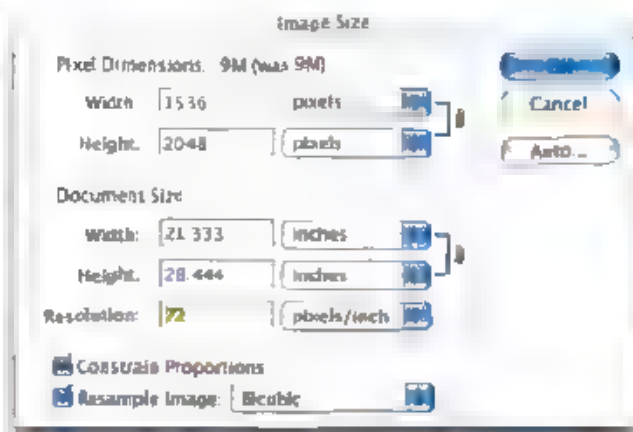 Image Size
Pixel Dimensions: 9M (was 9M)
Width: 1536 pixels
Height: 2048 pixels
Cancel
Auto...
Document Size
Width: 21.333 inches
Height: 28.444 inches
Resolution: 72 pixels/inch
Constrain Proportions
Resample Image: Bicubic